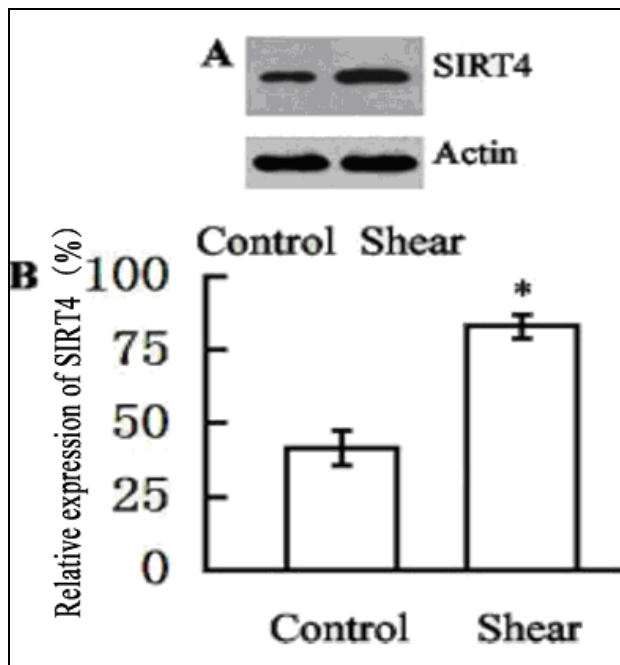 A
SIRT4
Actin
Control Shear
B
Relative expression of SIRT4 (%)
100
75
50
25
0
*
Control Shear